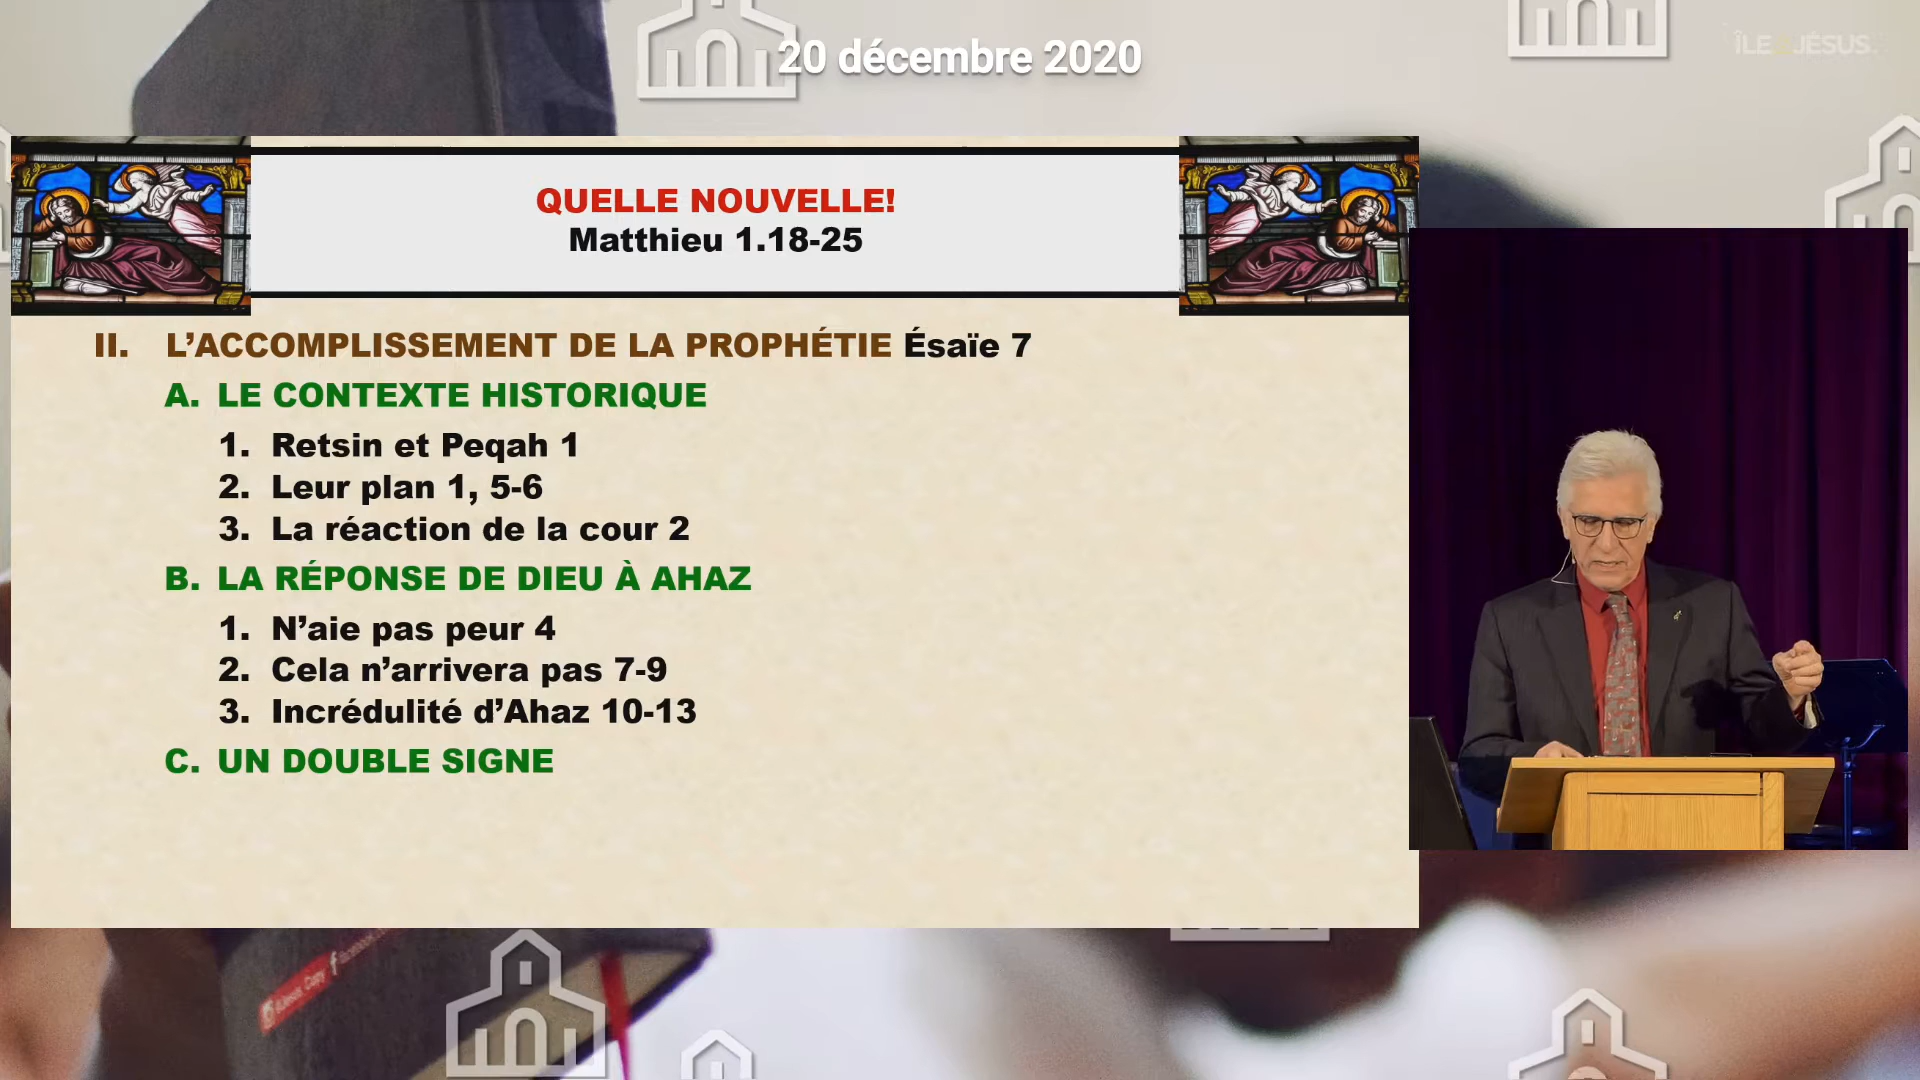 20 décembre 2020
ÎLE JÉSUS
QUELLE NOUVELLE!
Matthieu 1.18-25
II. L’ACCOMPLISSEMENT DE LA PROPHÉTIE Ésaïe 7
A. LE CONTEXTE HISTORIQUE
1. Retsin et Peqah 1
2. Leur plan 1, 5-6
3. La réaction de la cour 2
B. LA RÉPONSE DE DIEU À AHAZ
1. N’aie pas peur 4
2. Cela n’arrivera pas 7-9
3. Incrédulité d’Ahaz 10-13
C. UN DOUBLE SIGNE